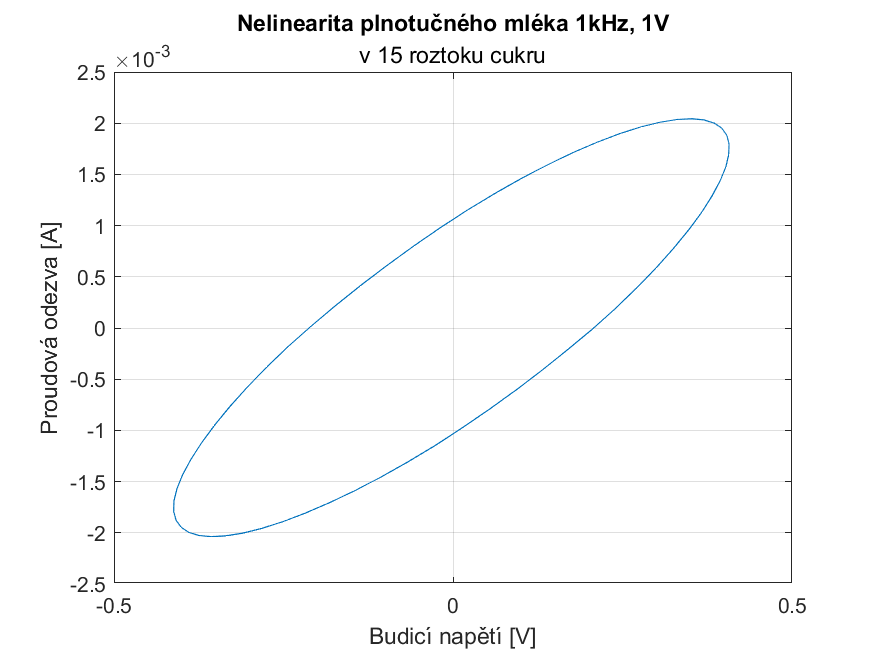 Nelinearita plnotučného mléka 1kHz, 1V
v 15 roztoku cukru
×10-3
2.5
2
1.5
1
0.5
0
-0.5
-1
-1.5
-2
-2.5
Proudová odezva [A]
-0.5 0 0.5
Budicí napětí [V]